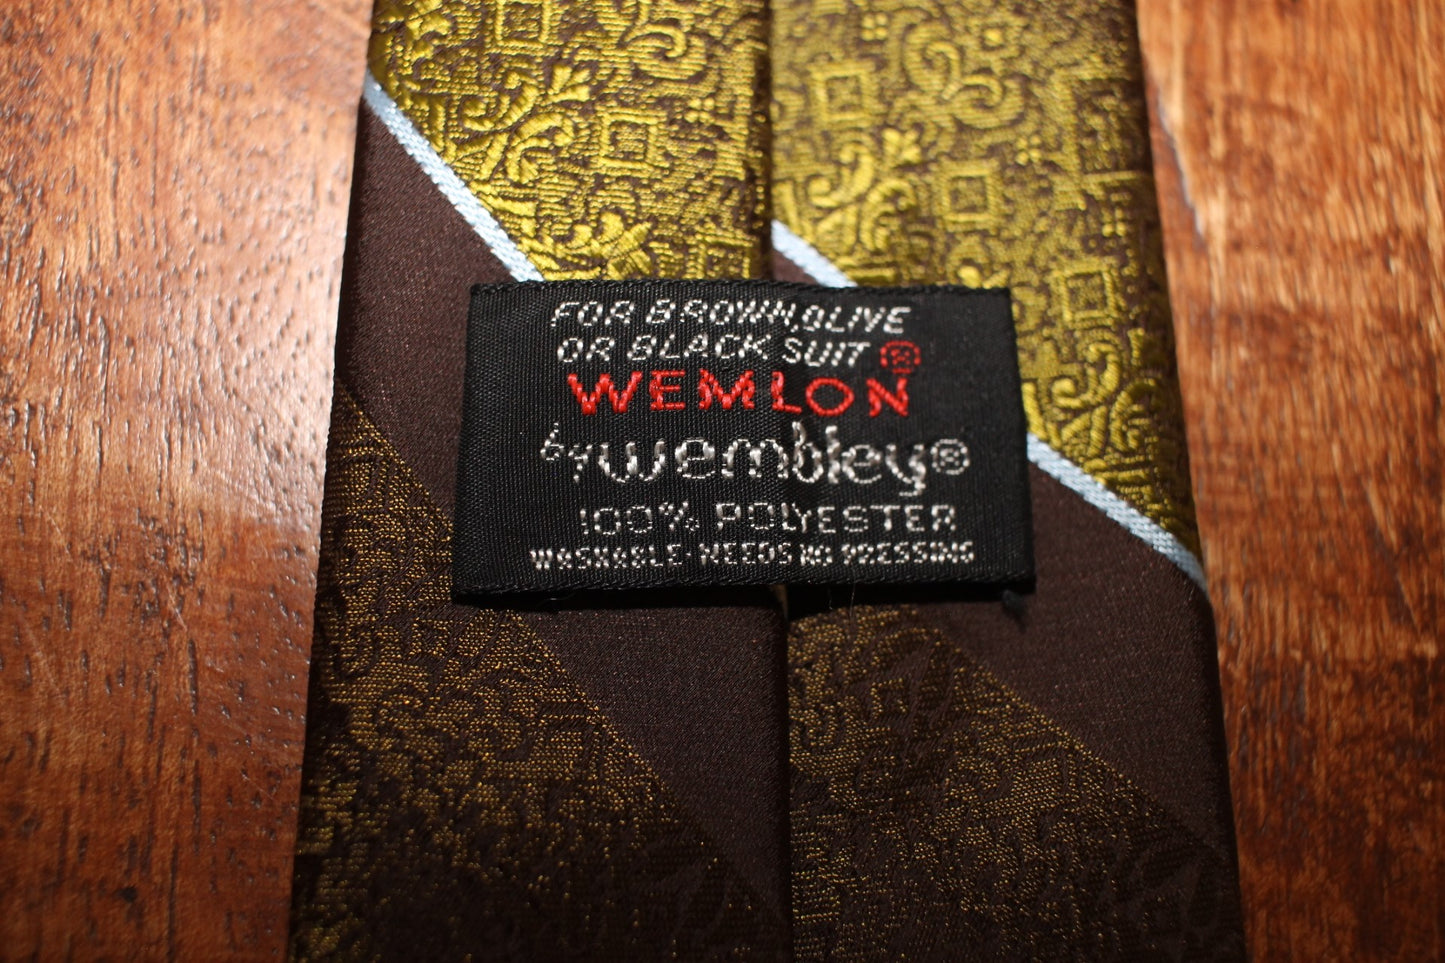 FOR BROWN, OLIVE
OR BLACK SUIT ®
WEMLON
by wembley®
100% POLYESTER
WASHABLE·NEEDS NO PRESSING